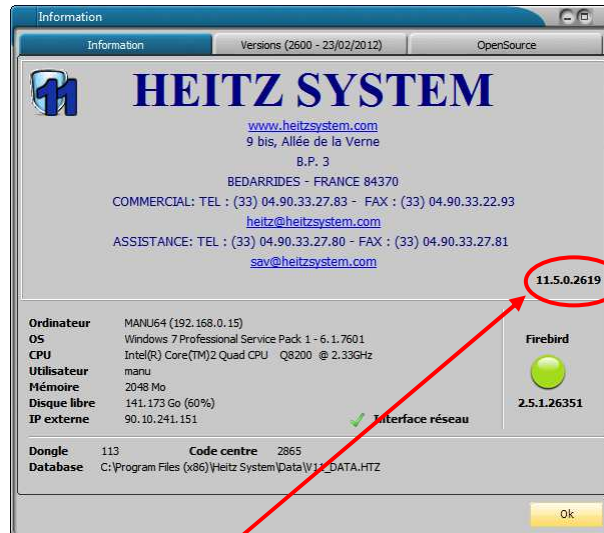 Information
Information Versions (2600 - 23/02/2012) OpenSource
11 HEITZ SYSTEM
www.heitzsystem.com
9 bis, Allée de la Verne
B.P. 3
BEDARRIDES - FRANCE 84370
COMMERCIAL: TEL : (33) 04.90.33.27.83 - FAX : (33) 04.90.33.22.93
heitz@heitzsystem.com
ASSISTANCE: TEL : (33) 04.90.33.27.80 - FAX : (33) 04.90.33.27.81
sav@heitzsystem.com
11.5.0.2619
Ordinateur MANU64 (192.168.0.15)
OS Windows 7 Professional Service Pack 1 - 6.1.7601
CPU Intel(R) Core(TM)2 Quad CPU Q8200 @ 2.33GHz
Utilisateur manu
Mémoire 2048 Mo
Disque libre 141.173 Go (60%)
IP externe 90.10.241.151 Interface réseau
Firebird
2.5.1.26351
Dongle 113 Code centre 2865
Database C:\Program Files (x86)\Heitz System\Data\V11_DATA.HTZ
Ok